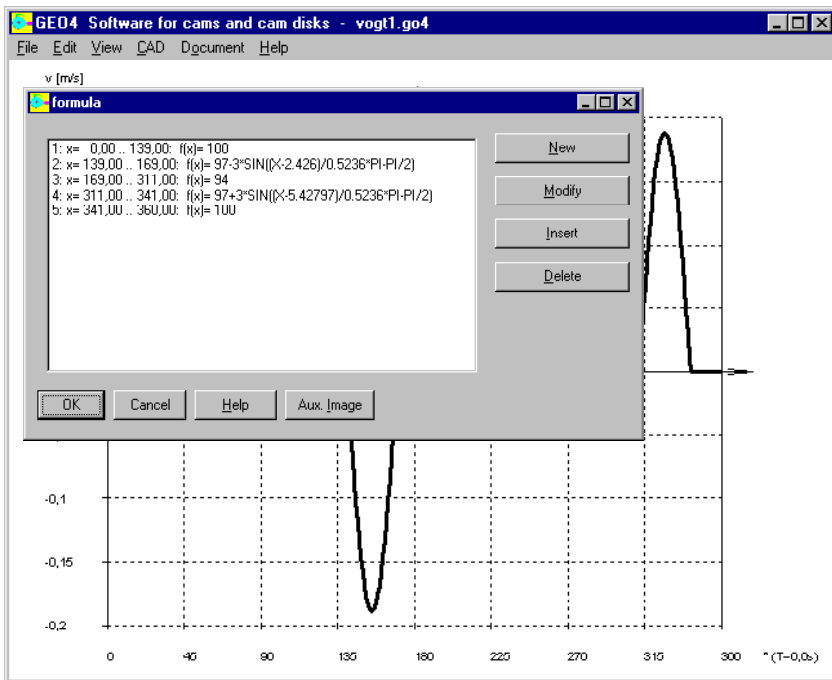 GEO4 Software for cams and cam disks - vogt1.go4
File Edit View CAD Document Help
v [m/s]
formula
1: x= 0,00 .. 139,00: f(x)= 100
2: x= 139,00 .. 169,00: f(x)= 97-3*SIN((X-2.426)/0.5236*PI-PI/2)
3: x= 169,00 .. 311,00: f(x)= 94
4: x= 311,00 .. 341,00: f(x)= 97+3*SIN((X-5.42797)/0.5236*PI-PI/2)
5: x= 341,00 .. 360,00: f(x)= 100
New
Modify
Insert
Delete
OK Cancel Help Aux. Image
-0,1
-0,15
-0,2
0 45 90 135 180 225 270 315 300 ° (T=0,0s)